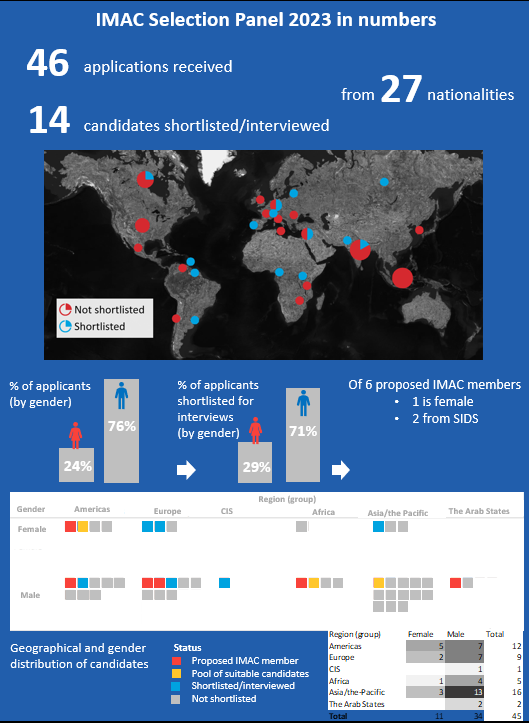 IMAC Selection Panel 2023 in numbers
46 applications received
from 27 nationalities
14 candidates shortlisted/interviewed
Not shortlisted
Shortlisted
% of applicants
(by gender)
24%
76%
% of applicants
shortlisted for
interviews
(by gender)
29%
71%
Of 6 proposed IMAC members
• 1 is female
• 2 from SIDS
Region (group)
Gender Americas Europe CIS Africa Asia/the Pacific The Arab States
Female
Male
Geographical and gender
distribution of candidates
Status
Proposed IMAC member
Pool of suitable candidates
Shortlisted/interviewed
Not shortlisted
Region (group) Female Male Total
Americas 5 7 12
Europe 2 7 9
CIS 1 1
Africa 1 4 5
Asia/the-Pacific 3 13 16
The Arab States 2 2
Total 11 34 45